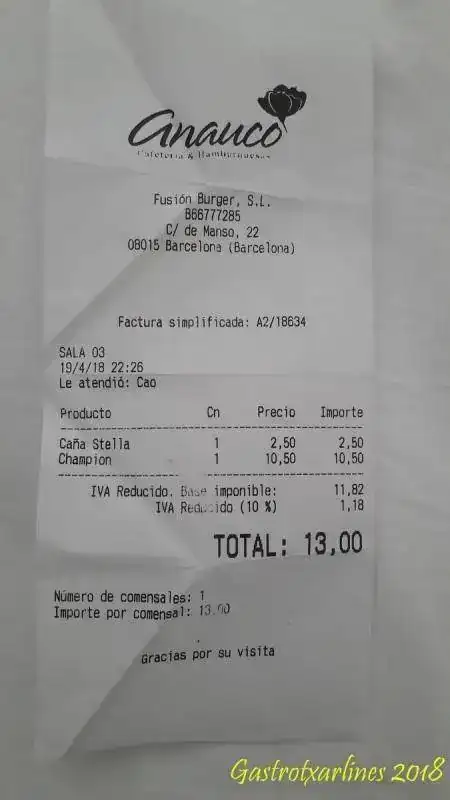 anauco
Cafetería & Hamburguesas
Fusión Burger, S.L.
B66777285
C/ de Manso, 22
08015 Barcelona (Barcelona)
Factura simplificada: A2/18634
SALA 03
19/4/18 22:26
Le atendió: Cao
Producto Cn Precio Importe
Caña Stella 1 2,50 2,50
Champion 1 10,50 10,50
IVA Reducido. Base imponible: 11,82
IVA Reducido (10 %) 1,18
TOTAL: 13,00
Número de comensales: 1
Importe por comensal: 13,00
Gracias por su visita
Gastrotxarlines 2018